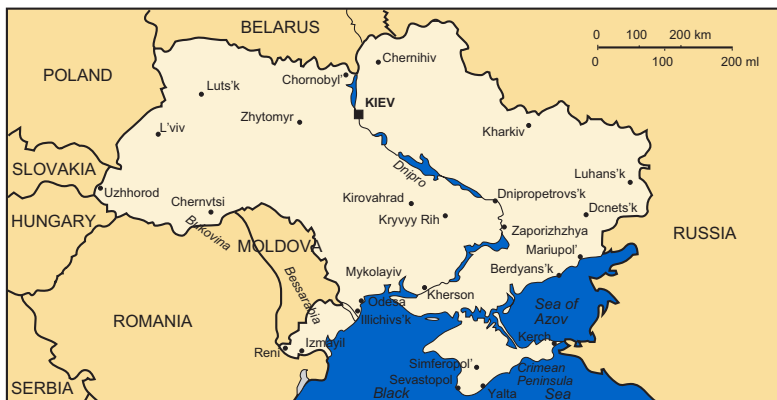 BELARUS
0 100 200 km
0 100 200 ml
POLAND
Chernihiv
Chornobyl'
Luts'k
KIEV
Zhytomyr
L'viv
Kharkiv
SLOVAKIA
Dnipro
Luhans'k
Uzhhorod
Kirovahrad
Dnipropetrovs'k
Chernvtsi
Dcnets'k
HUNGARY
Kryvyy Rih
Bukovina
Zaporizhzhya
MOLDOVA
RUSSIA
Mariupol'
Mykolayiv
Berdyans'k
Bessarabia
Kherson
Odesa
Sea of
Azov
Illichivs'k
ROMANIA
Kerch
Izmayil
Reni
Simferopol'
Crimean
Peninsula
Sevastopol
SERBIA
Black
Yalta
Sea